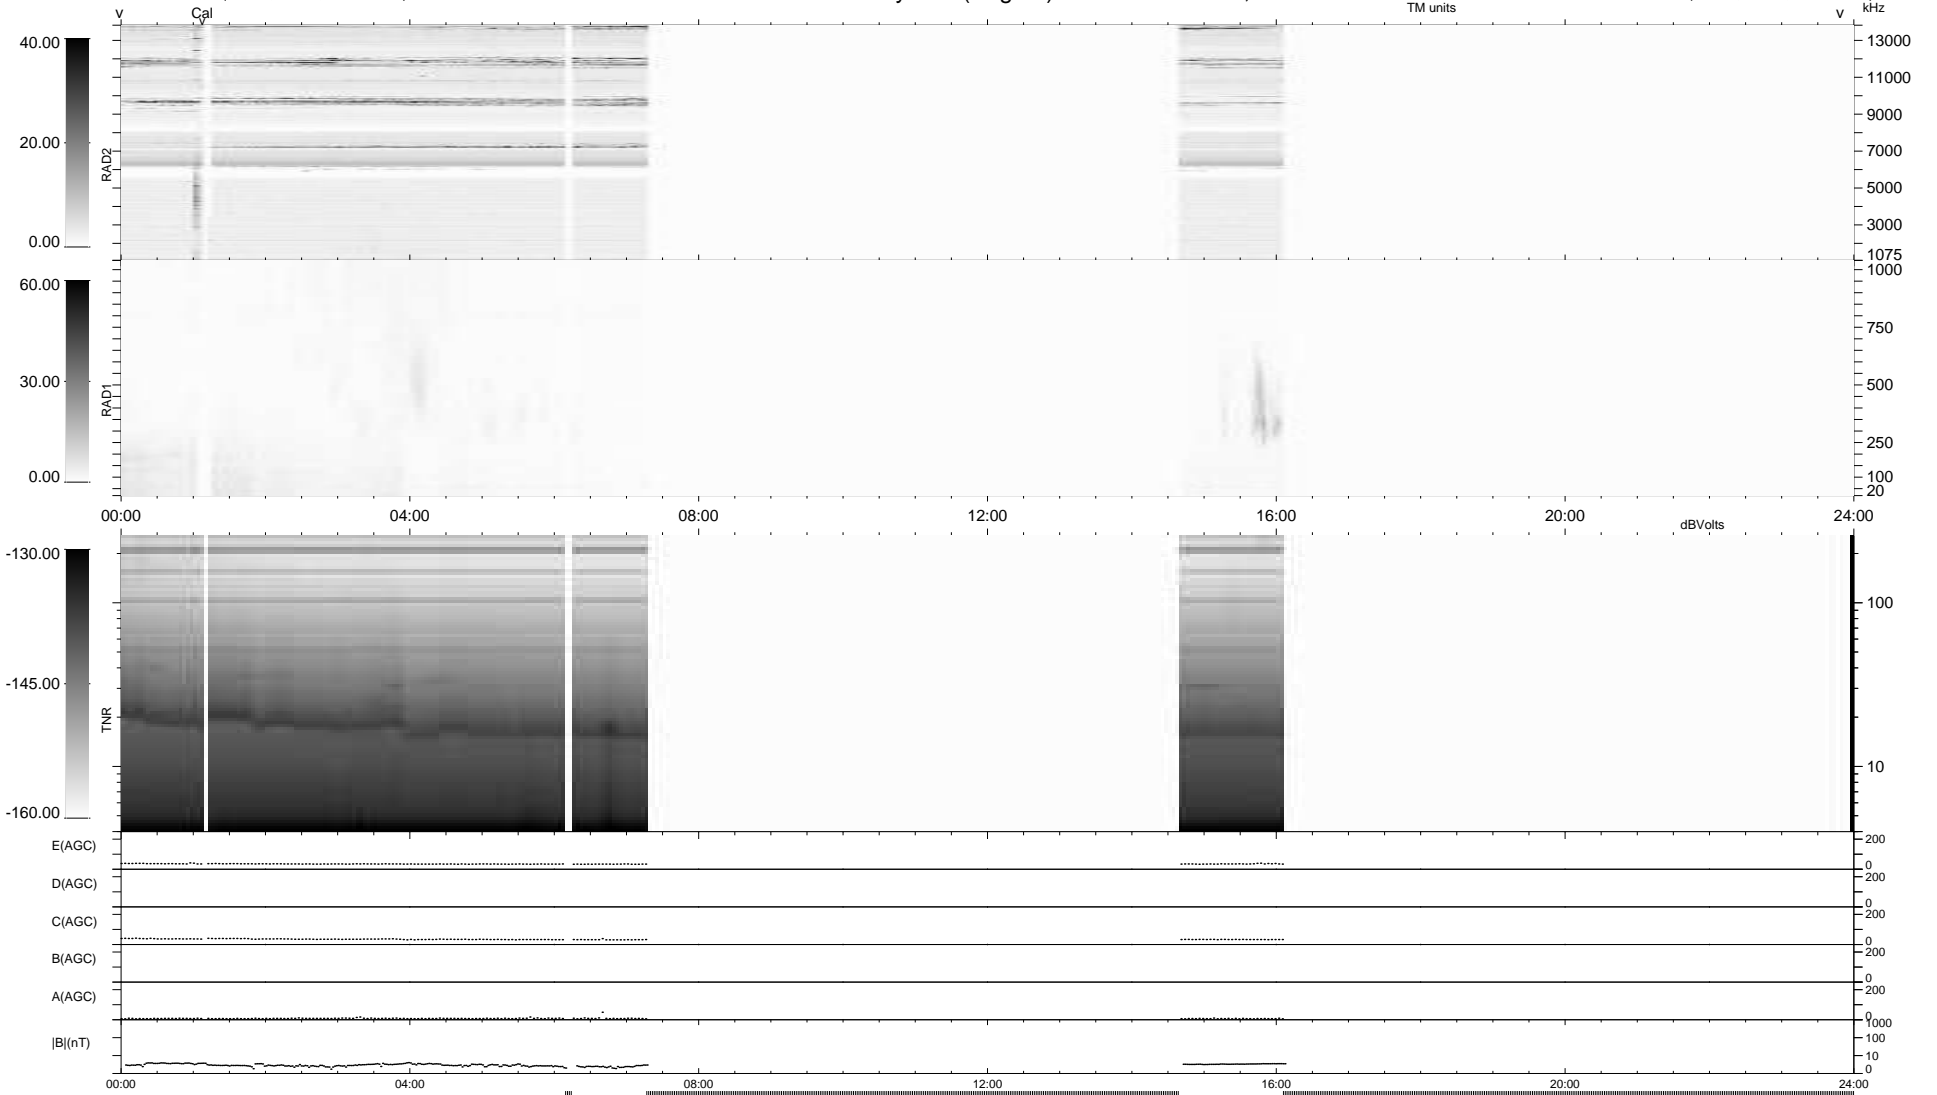 v Cal TM units v kHz
v
40.00
20.00
0.00
RAD2
13000
11000
9000
7000
5000
3000
1075
60.00
30.00
0.00
RAD1
1000
750
500
250
100
20
00:00 04:00 08:00 12:00 16:00 20:00 24:00
dBVolts
-130.00
-145.00
-160.00
TNR
100
10
E(AGC) 200 0
D(AGC) 200 0
C(AGC) 200 0
B(AGC) 200 0
A(AGC) 200 0
|B|(nT) 1000 100 10 0
00:00 04:00 08:00 12:00 16:00 20:00 24:00